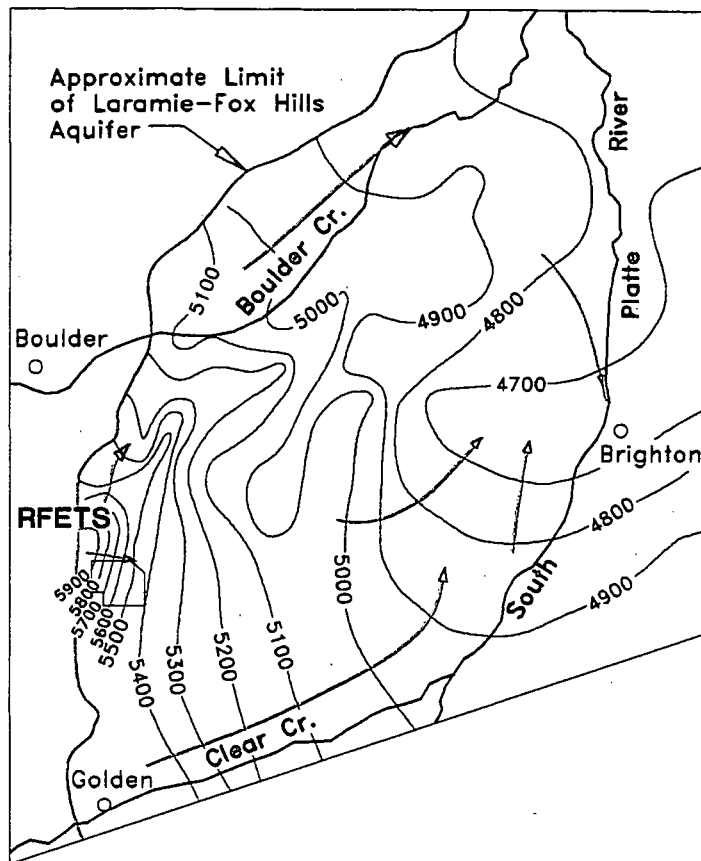 Approximate Limit
of Laramie-Fox Hills
Aquifer
River
Platte
South
Boulder Cr.
5100
5000
4900
4800
Boulder
4700
Brighton
4800
4900
RFETS
5900
5800
5700
5600
5500
5400
5300
5200
5100
5000
Clear Cr.
Golden